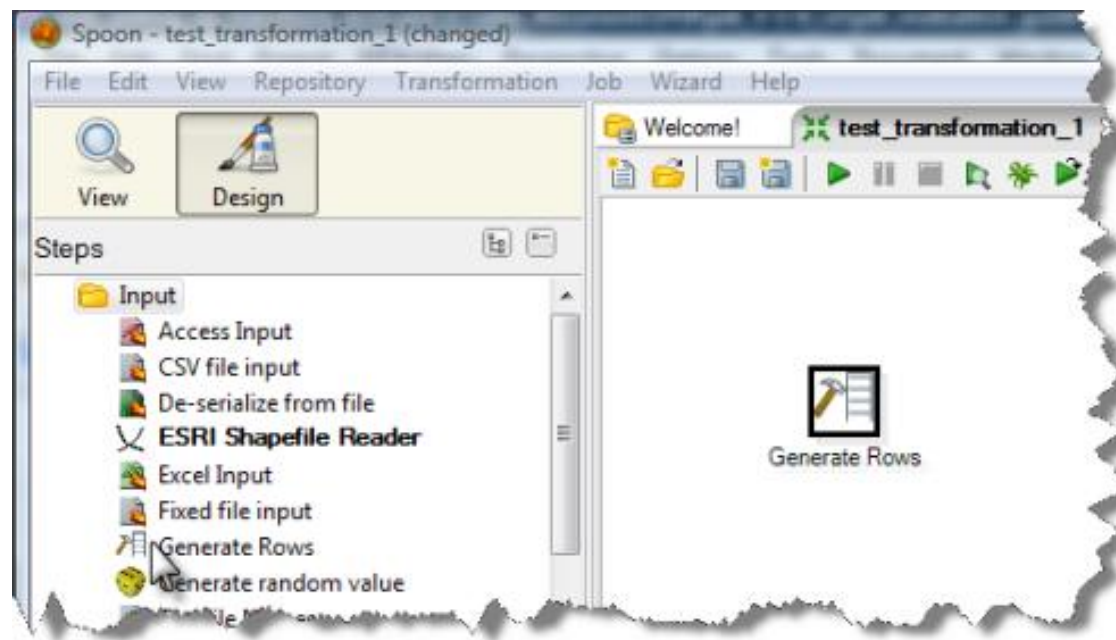 Spoon - test_transformation_1 (changed)
File Edit View Repository Transformation Job Wizard Help
View
Design
Welcome!
test_transformation_1
Steps
Input
Access Input
CSV file input
De-serialize from file
ESRI Shapefile Reader
Excel Input
Fixed file input
Generate Rows
Generate random value
Generate Rows